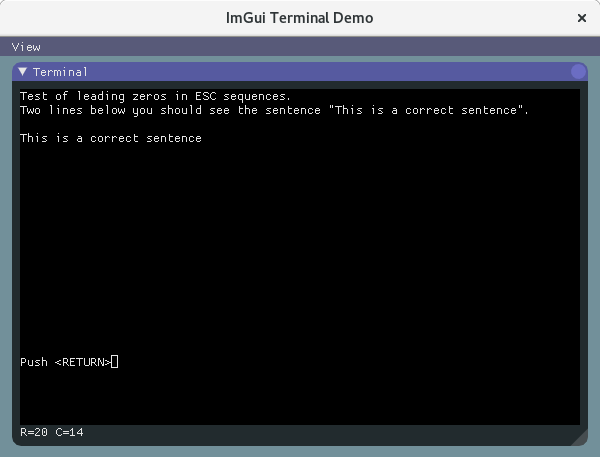 ImGui Terminal Demo
View
Terminal
Test of leading zeros in ESC sequences.
Two lines below you should see the sentence "This is a correct sentence".
This is a correct sentence
Push <RETURN>
R=20 C=14